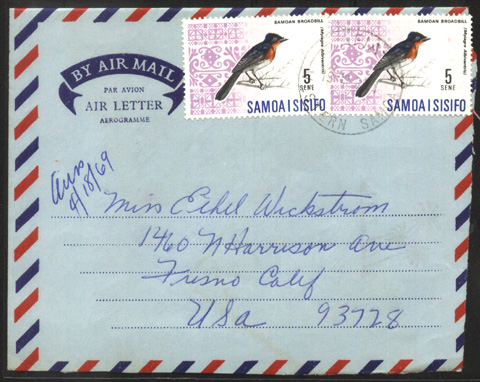 BY AIR MAIL
PAR AVION
AIR LETTER
AEROGRAMME
SAMOAN BROADBILL
5
SENE
SAMOA I SISIFO
SAMOAN BROADBILL
5
SENE
SAMOA I SISIFO
Ans
9/18/69
Miss Ethel Wickstrom
1460 N Harrison Ave
Fresno Calif
USA 93728